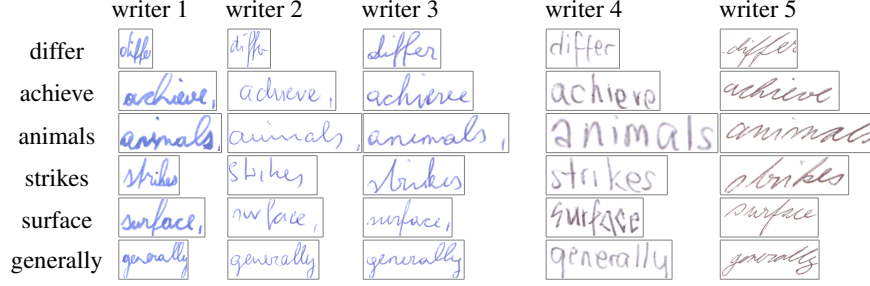 writer 1 writer 2 writer 3 writer 4 writer 5
differ differ differ differ differ differ
achieve achieve, achieve, achieve achieve achieve
animals animals, animals, animals, animals animals
strikes strikes strikes strikes strikes strikes
surface surface, surface, surface, surface surface
generally generally generally generally generally generally